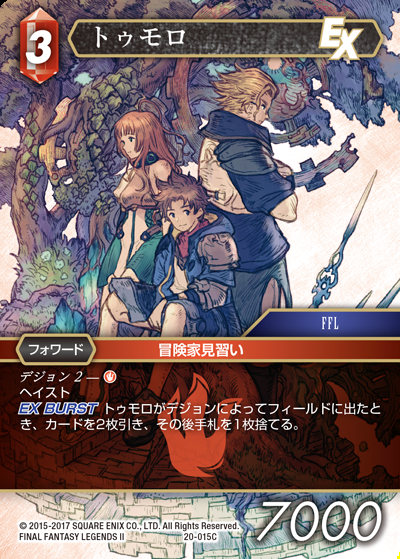 3
トゥモロ
EX
FFL
フォワード
冒険家見習い
デジョン 2 ―
ヘイスト
EX BURST トゥモロがデジョンによってフィールドに出たと
き、カードを2枚引き、その後手札を1枚捨てる。
© 2015-2017 SQUARE ENIX CO., LTD. All Rights Reserved.
FINAL FANTASY LEGENDS II 20-015C
7000